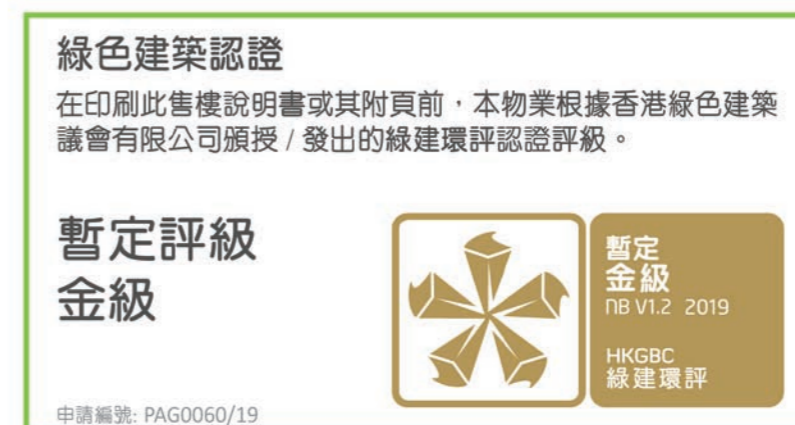 綠色建築認證
在印刷此售樓說明書或其附頁前，本物業根據香港綠色建築
議會有限公司頒授 / 發出的綠建環評認證評級。
暫定評級
金級
暫定
金級
NB V1.2 2019
HKGBC
綠建環評
申請編號: PAG0060/19